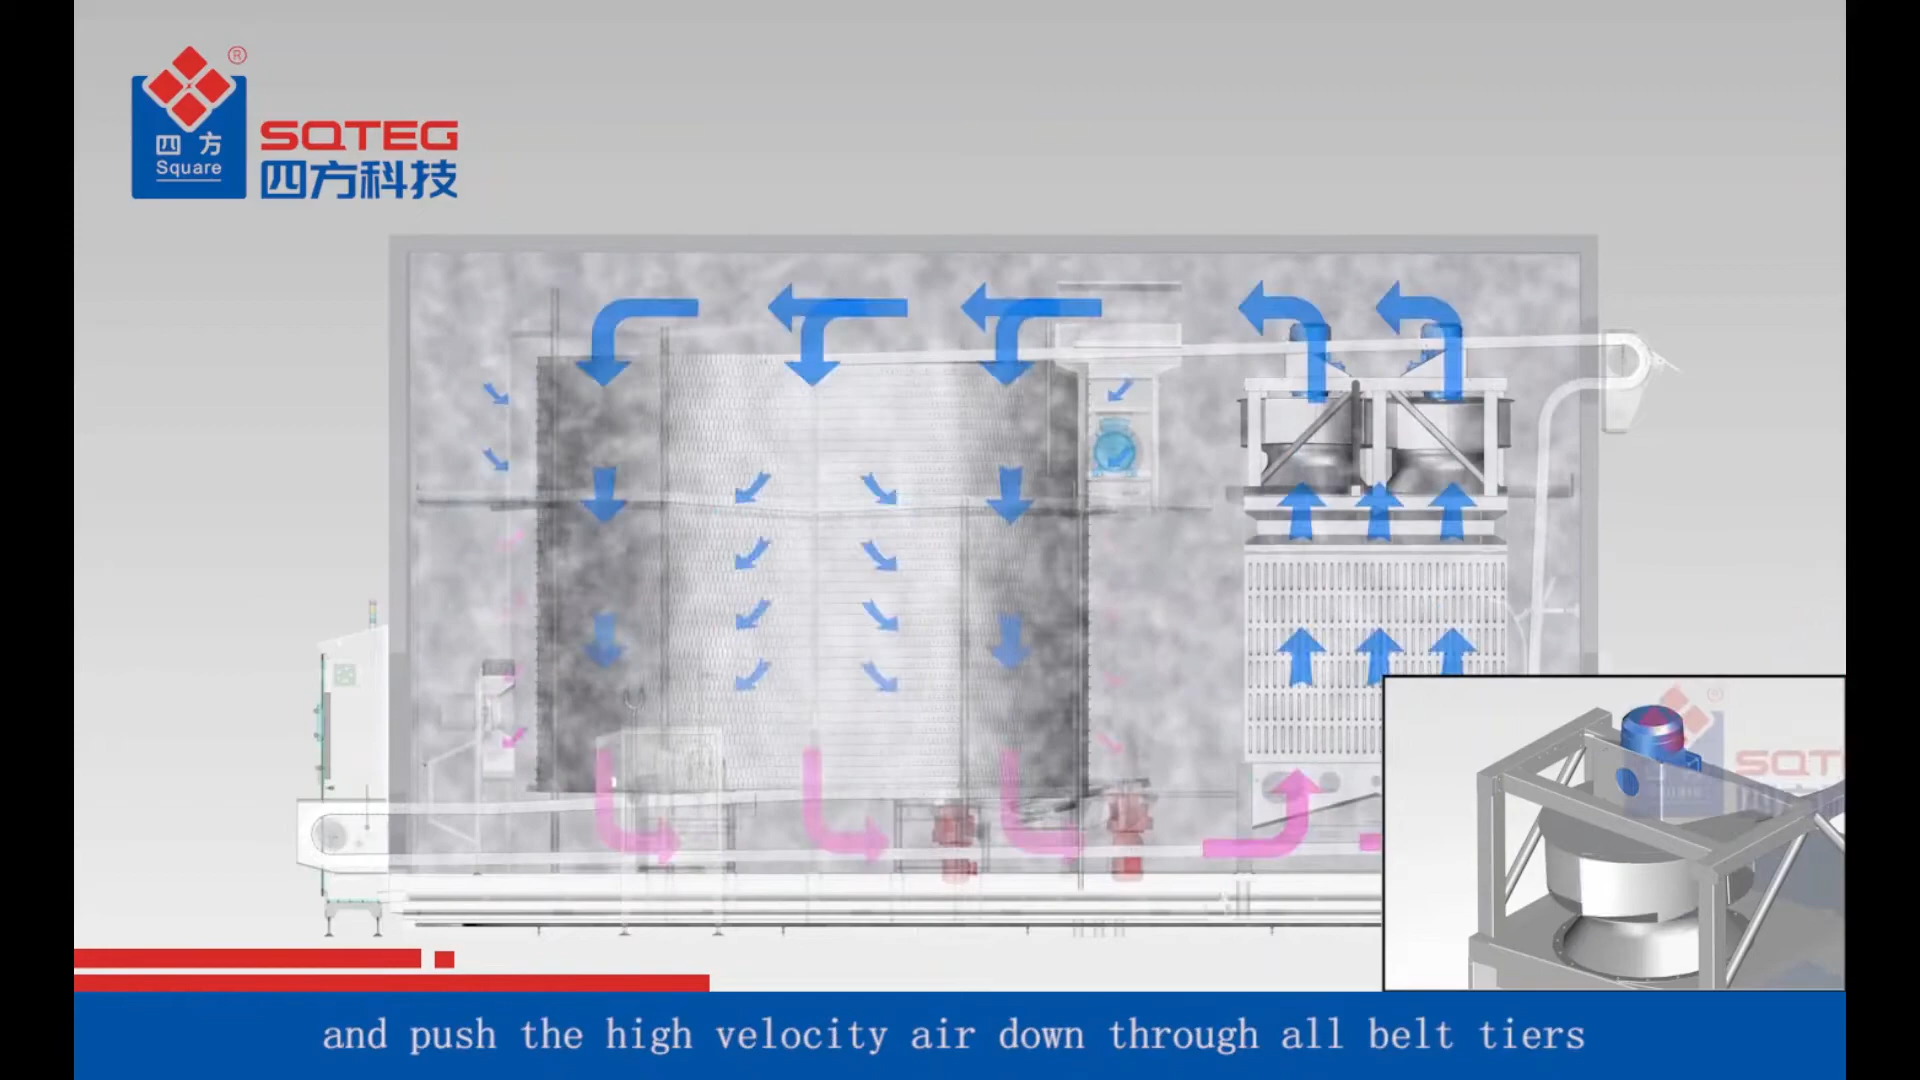 ®
四方
Square
SQTEG
四方科技
SQT
and push the high velocity air down through all belt tiers